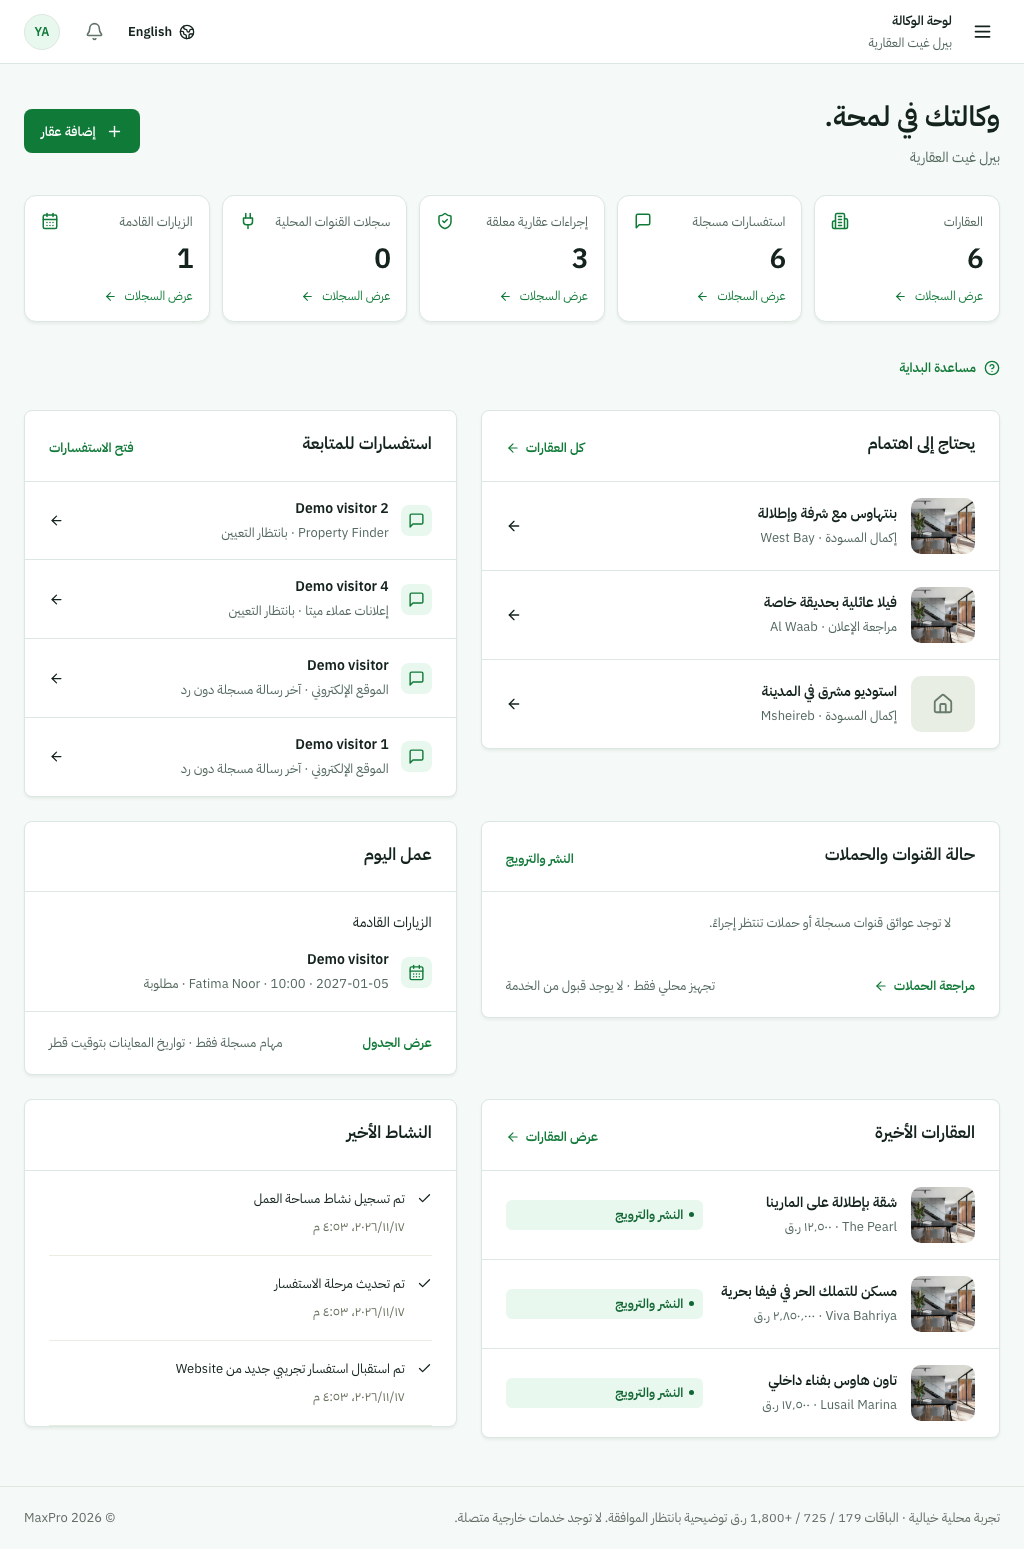 لوحة الوكالة
بيرل غيت العقارية
English
YA
وكالتك في لمحة.
بيرل غيت العقارية
إضافة عقار
العقارات
6
عرض السجلات
استفسارات مسجلة
6
عرض السجلات
إجراءات عقارية معلقة
3
عرض السجلات
سجلات القنوات المحلية
0
عرض السجلات
الزيارات القادمة
1
عرض السجلات
مساعدة البداية
يحتاج إلى اهتمام
كل العقارات
بنتهاوس مع شرفة وإطلالة
إكمال المسودة · West Bay
فيلا عائلية بحديقة خاصة
مراجعة الإعلان · Al Waab
استوديو مشرق في المدينة
إكمال المسودة · Msheireb
استفسارات للمتابعة
فتح الاستفسارات
Demo visitor 2
Property Finder · بانتظار التعيين
Demo visitor 4
إعلانات عملاء ميتا · بانتظار التعيين
Demo visitor
الموقع الإلكتروني · آخر رسالة مسجلة دون رد
Demo visitor 1
الموقع الإلكتروني · آخر رسالة مسجلة دون رد
حالة القنوات والحملات
النشر والترويج
لا توجد عوائق قنوات مسجلة أو حملات تنتظر إجراءً.
مراجعة الحملات
تجهيز محلي فقط · لا يوجد قبول من الخدمة
عمل اليوم
الزيارات القادمة
Demo visitor
2027-01-05 · 10:00 · Fatima Noor · مطلوبة
عرض الجدول
مهام مسجلة فقط · تواريخ المعاينات بتوقيت قطر
العقارات الأخيرة
عرض العقارات
شقة بإطلالة على المارينا
The Pearl · ١٢٬٥٠٠ ر.ق
النشر والترويج
مسكن للتملك الحر في فيفا بحرية
Viva Bahriya · ٢٬٨٥٠٬٠٠٠ ر.ق
النشر والترويج
تاون هاوس بفناء داخلي
Lusail Marina · ١٧٬٥٠٠ ر.ق
النشر والترويج
النشاط الأخير
تم تسجيل نشاط مساحة العمل
٢٠٢٦/١١/١٧، ٤:٥٣ م
تم تحديث مرحلة الاستفسار
٢٠٢٦/١١/١٧، ٤:٥٣ م
تم استقبال استفسار تجريبي جديد من Website
٢٠٢٦/١١/١٧، ٤:٥٣ م
تجربة محلية خيالية · الباقات 179 / 725 / +1,800 ر.ق توضيحية بانتظار الموافقة. لا توجد خدمات خارجية متصلة.
© 2026 MaxPro